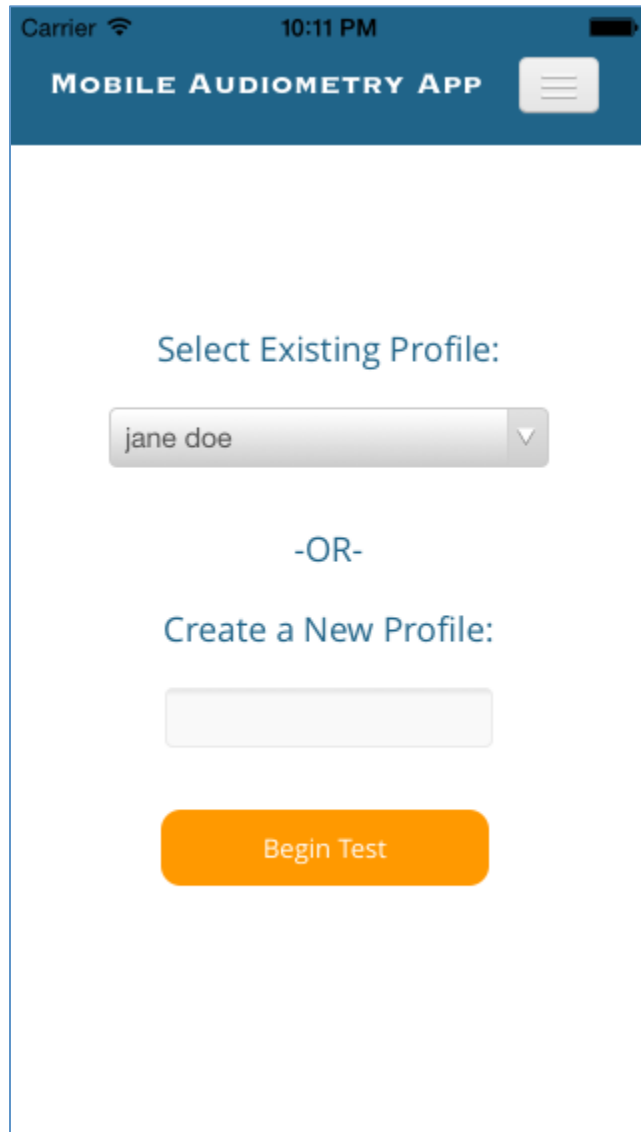 Carrier 10:11 PM
MOBILE AUDIOMETRY APP
Select Existing Profile:
jane doe
-OR-
Create a New Profile:
Begin Test